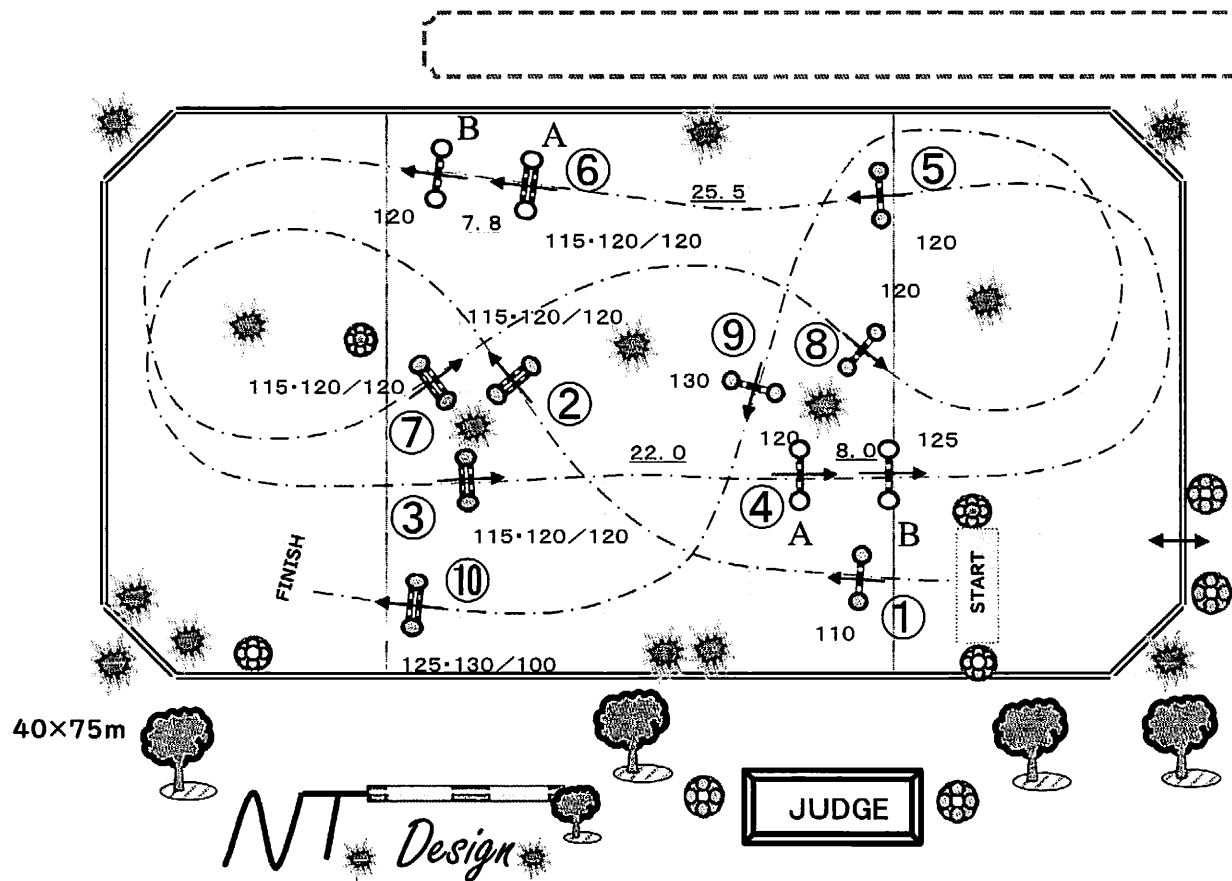 B A ⑥ ⑤
25.5
120 7.8 120
115·120/120
120
115·120/120
⑨ ⑧
115·120/120 130
② ⑦
120 125
22.0 8.0
③ ④
A B
115·120/120
FINISH ⑩ START
110 ①
125·130/100
40×75m
NT Design
JUDGE